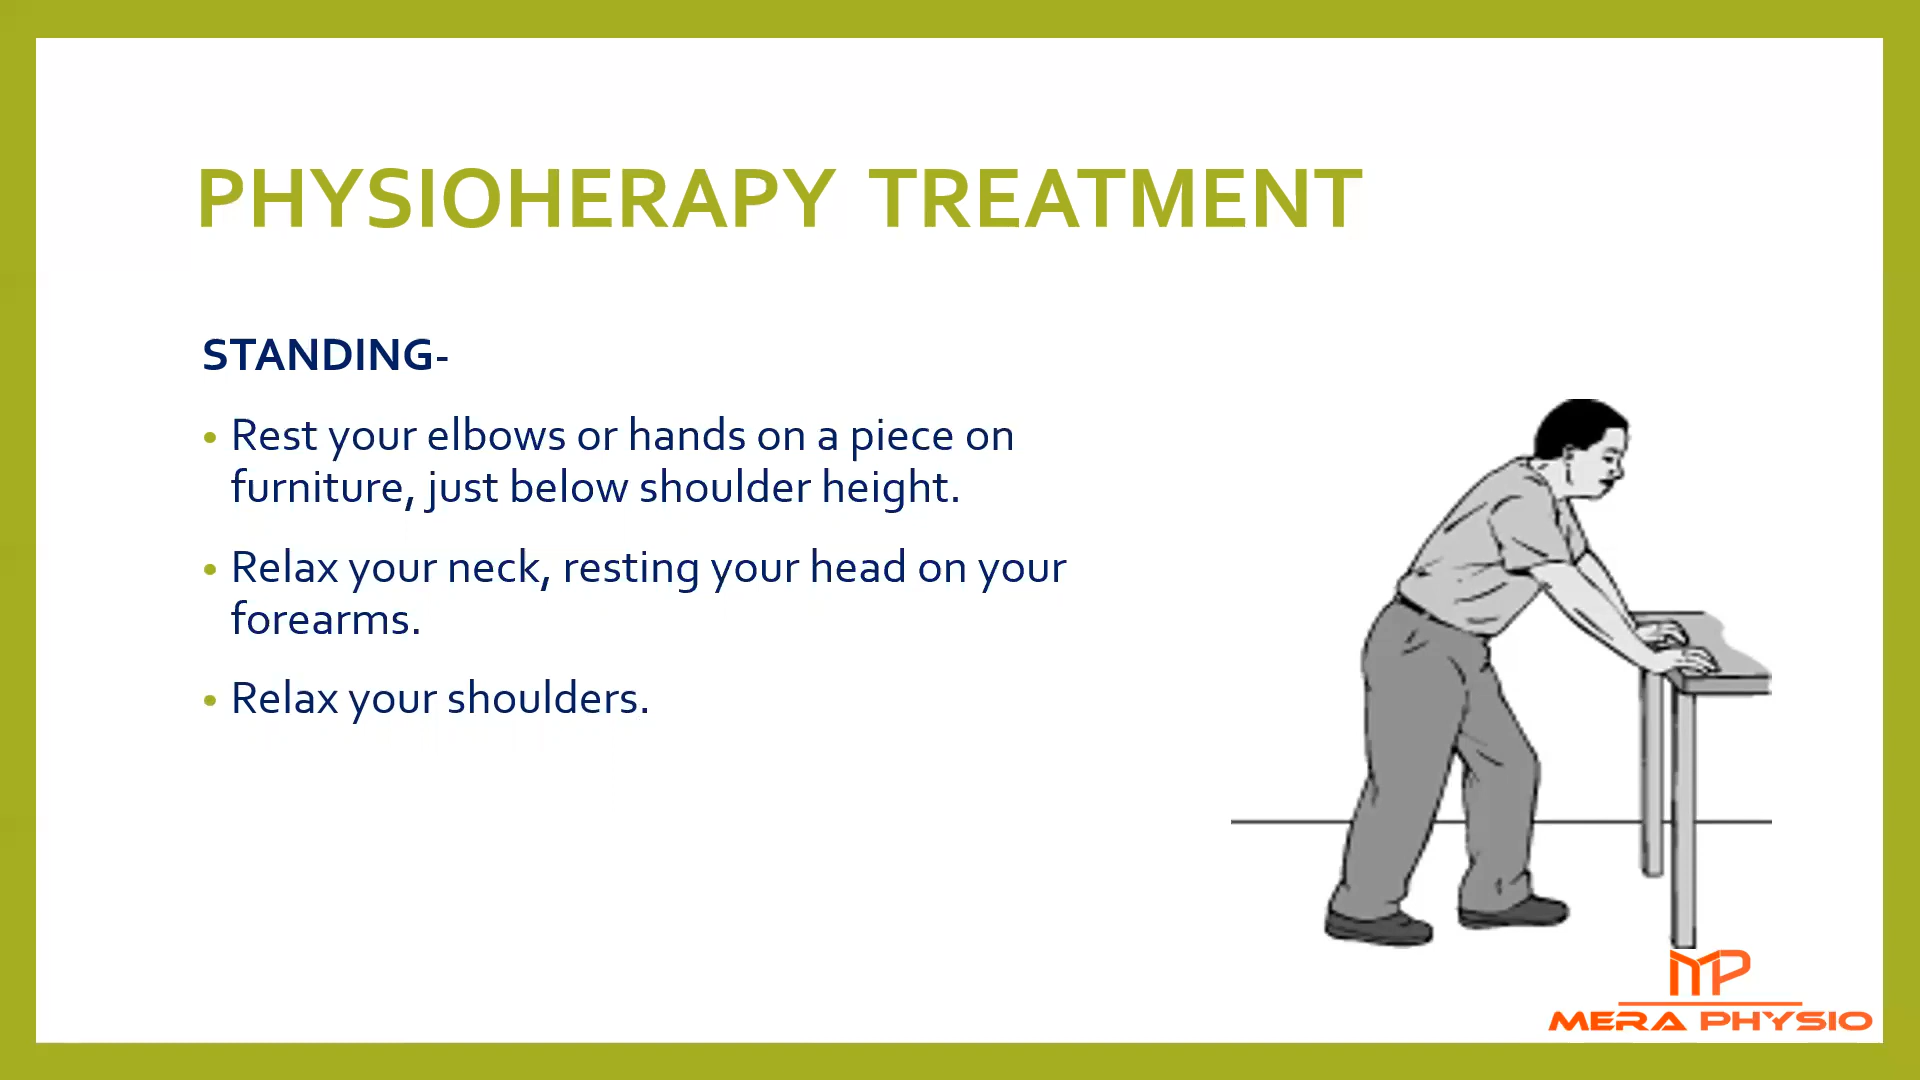 PHYSIOHERAPY TREATMENT
STANDING-
• Rest your elbows or hands on a piece on
furniture, just below shoulder height.
• Relax your neck, resting your head on your
forearms.
• Relax your shoulders.
MP
MERA PHYSIO